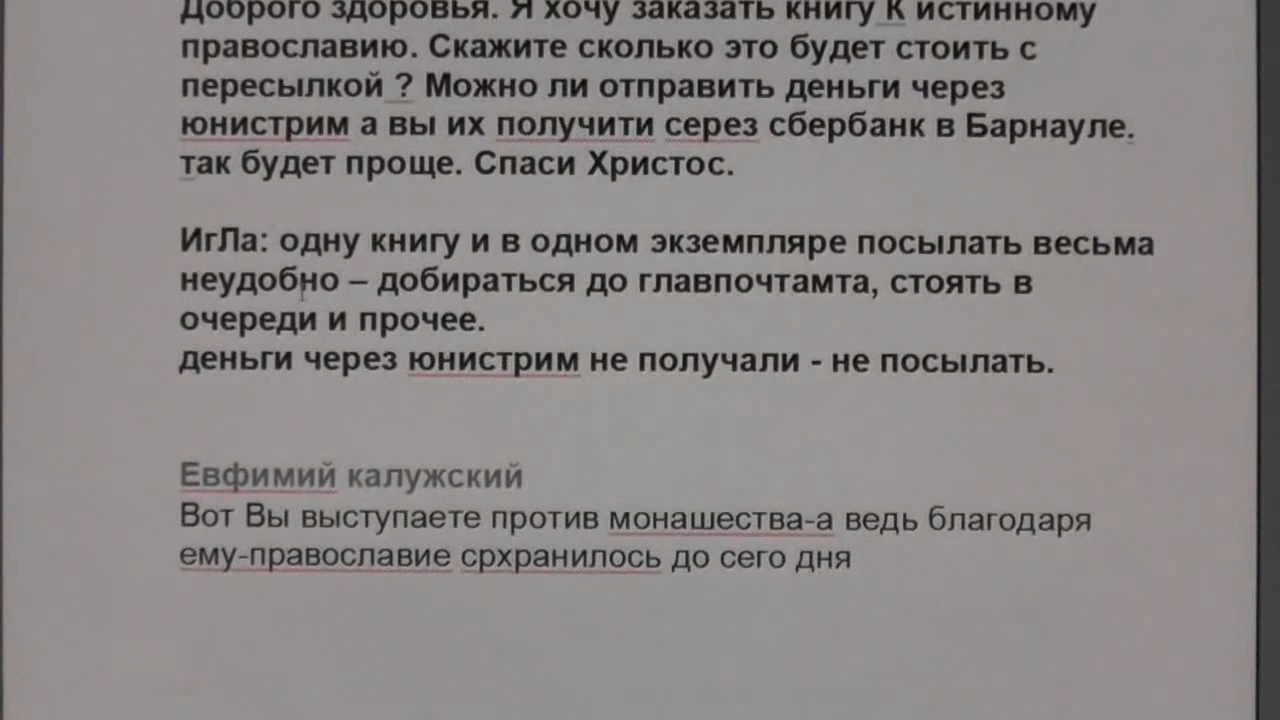 Доброго здоровья. Я хочу заказать книгу К истинному
православию. Скажите сколько это будет стоить с
пересылкой ? Можно ли отправить деньги через
юнистрим а вы их получити серез сбербанк в Барнауле.
так будет проще. Спаси Христос.
ИгЛа: одну книгу и в одном экземпляре посылать весьма
неудобно – добираться до главпочтамта, стоять в
очереди и прочее.
деньги через юнистрим не получали - не посылать.
Евфимий калужский
Вот Вы выступаете против монашества-а ведь благодаря
ему-православие срхранилось до сего дня